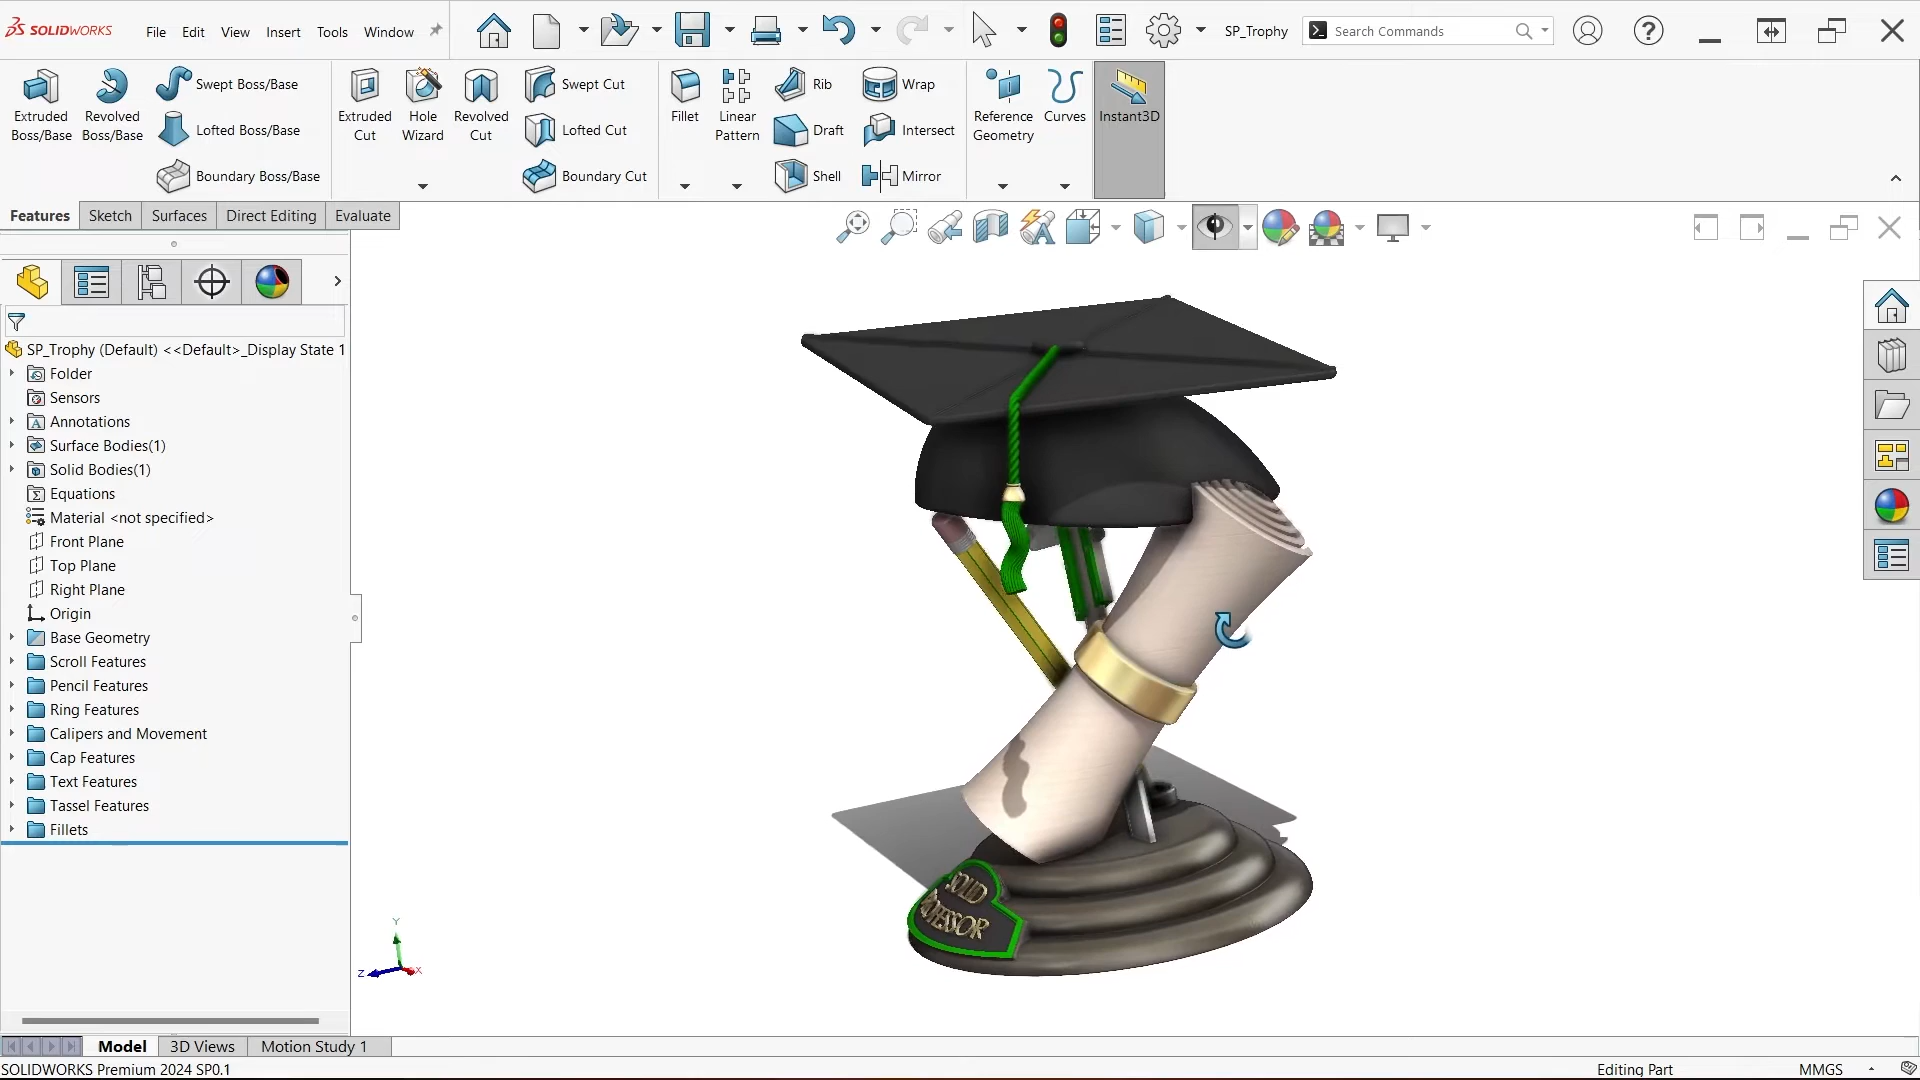 SOLIDWORKS File Edit View Insert Tools Window SP_Trophy Search Commands
Extruded Boss/Base
Revolved Boss/Base
Swept Boss/Base
Lofted Boss/Base
Boundary Boss/Base
Extruded Cut
Hole Wizard
Revolved Cut
Swept Cut
Lofted Cut
Boundary Cut
Fillet
Linear Pattern
Rib
Draft
Shell
Wrap
Intersect
Mirror
Reference Geometry
Curves
Instant3D
Features Sketch Surfaces Direct Editing Evaluate
SP_Trophy (Default) <<Default>_Display State 1
Folder
Sensors
Annotations
Surface Bodies(1)
Solid Bodies(1)
Equations
Material <not specified>
Front Plane
Top Plane
Right Plane
Origin
Base Geometry
Scroll Features
Pencil Features
Ring Features
Calipers and Movement
Cap Features
Text Features
Tassel Features
Fillets
SOLID
PROFESSOR
Y
Z X
Model 3D Views Motion Study 1
SOLIDWORKS Premium 2024 SP0.1 Editing Part MMGS